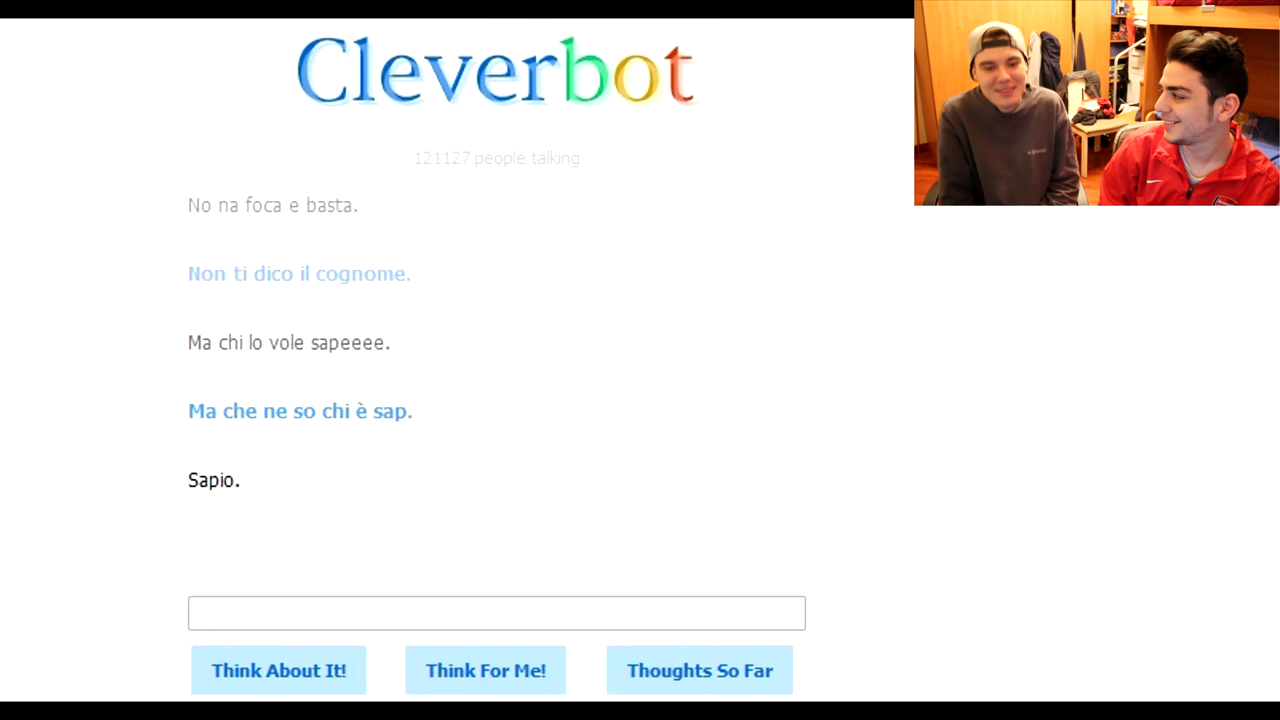 Cleverbot
121127 people talking
No na foca e basta.
Non ti dico il cognome.
Ma chi lo vole sapeeee.
Ma che ne so chi è sap.
Sapio.
Think About It!
Think For Me!
Thoughts So Far